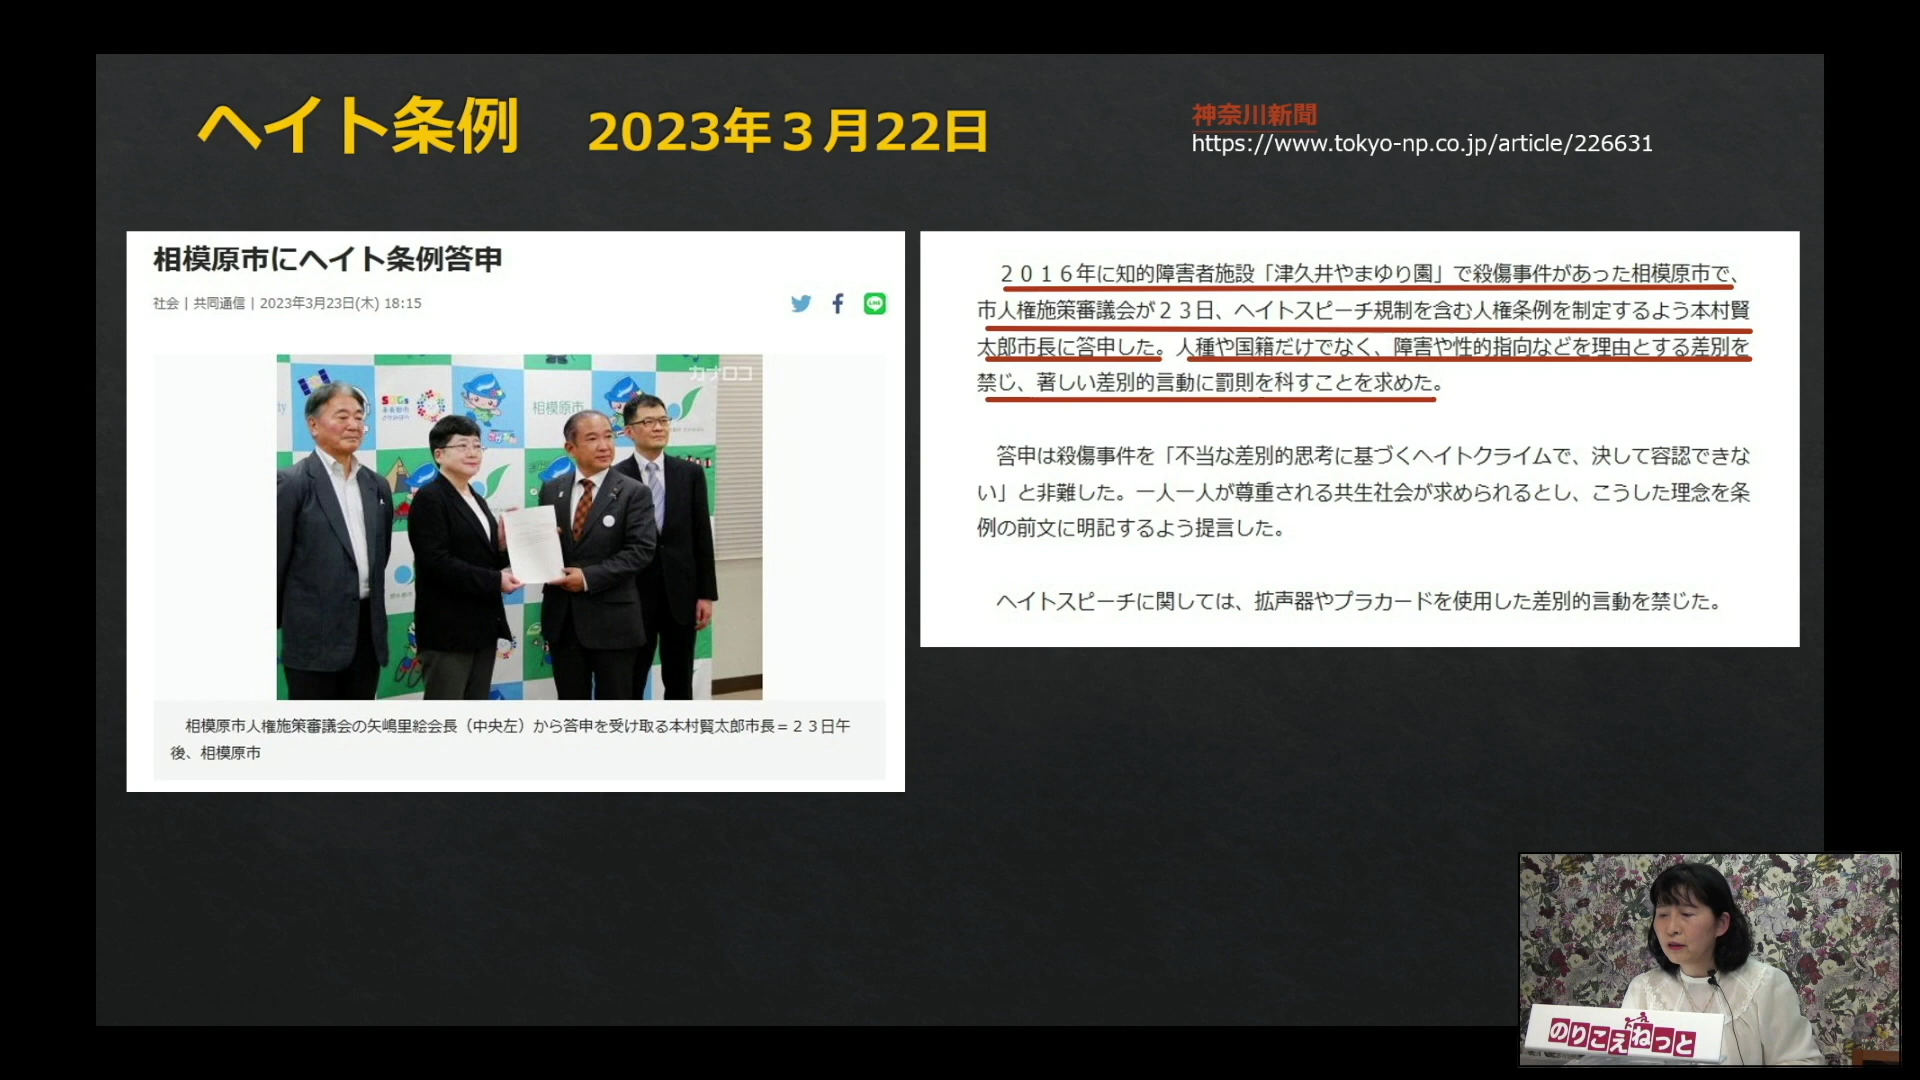 ヘイト条例　2023年３月22日
神奈川新聞
https://www.tokyo-np.co.jp/article/226631
相模原市にヘイト条例答申
社会 | 共同通信 | 2023年3月23日(木) 18:15
カナロコ
相模原市
相模原市人権施策審議会の矢嶋里絵会長（中央左）から答申を受け取る本村賢太郎市長＝２３日午
後、相模原市
２０１６年に知的障害者施設「津久井やまゆり園」で殺傷事件があった相模原市で、
市人権施策審議会が２３日、ヘイトスピーチ規制を含む人権条例を制定するよう本村賢
太郎市長に答申した。人種や国籍だけでなく、障害や性的指向などを理由とする差別を
禁じ、著しい差別的言動に罰則を科すことを求めた。
答申は殺傷事件を「不当な差別的思考に基づくヘイトクライムで、決して容認できな
い」と非難した。一人一人が尊重される共生社会が求められるとし、こうした理念を条
例の前文に明記するよう提言した。
ヘイトスピーチに関しては、拡声器やプラカードを使用した差別的言動を禁じた。
のりこえねっと